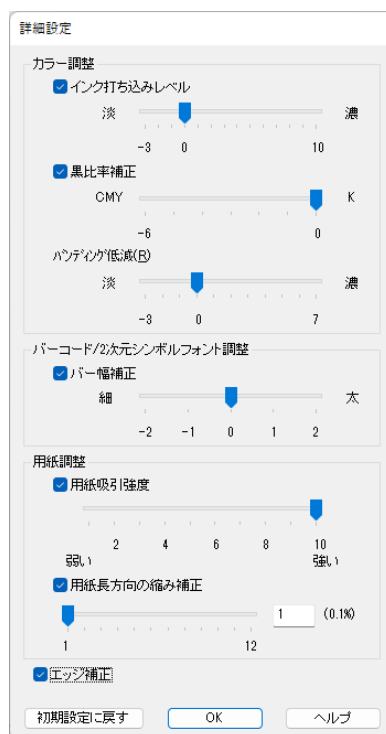 詳細設定
カラー調整
インク打ち込みレベル
淡 濃
-3 0 10
黒比率補正
CMY K
-6 0
バンディング低減(R)
淡 濃
-3 0 7
バーコード/2次元シンボルフォント調整
バー幅補正
細 太
-2 -1 0 1 2
用紙調整
用紙吸引強度
2 4 6 8 10
弱い 強い
用紙長方向の縮み補正
1 (0.1%)
1 12
エッジ補正
初期設定に戻す OK ヘルプ